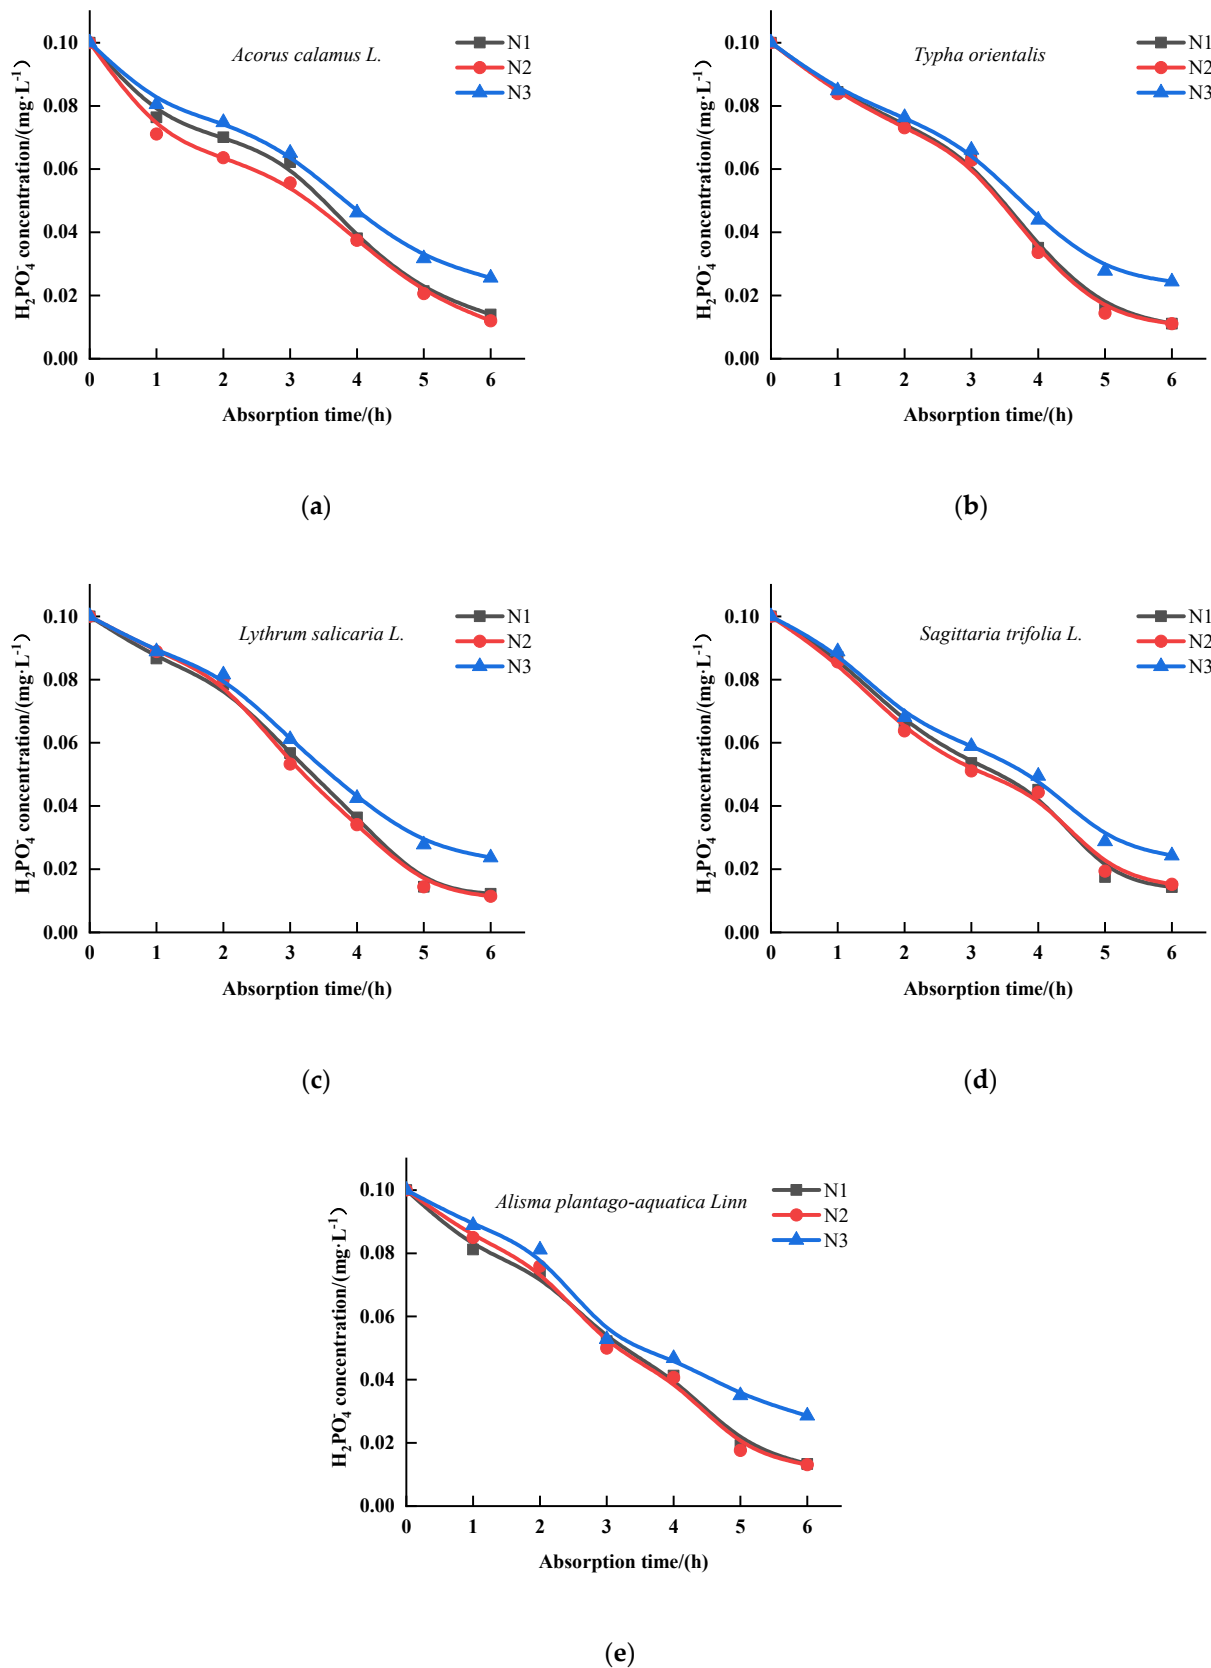 Acorus calamus L.
N1
N2
N3
H₂PO₄⁻ concentration/(mg·L⁻¹)
0.10
0.08
0.06
0.04
0.02
0.00
0 1 2 3 4 5 6
Absorption time/(h)
(a)
Typha orientalis
N1
N2
N3
H₂PO₄⁻ concentration/(mg·L⁻¹)
0.10
0.08
0.06
0.04
0.02
0.00
0 1 2 3 4 5 6
Absorption time/(h)
(b)
Lythrum salicaria L.
N1
N2
N3
H₂PO₄⁻ concentration/(mg·L⁻¹)
0.10
0.08
0.06
0.04
0.02
0.00
0 1 2 3 4 5 6
Absorption time/(h)
(c)
Sagittaria trifolia L.
N1
N2
N3
H₂PO₄⁻ concentration/(mg·L⁻¹)
0.10
0.08
0.06
0.04
0.02
0.00
0 1 2 3 4 5 6
Absorption time/(h)
(d)
Alisma plantago-aquatica Linn
N1
N2
N3
H₂PO₄⁻ concentration/(mg·L⁻¹)
0.10
0.08
0.06
0.04
0.02
0.00
0 1 2 3 4 5 6
Absorption time/(h)
(e)